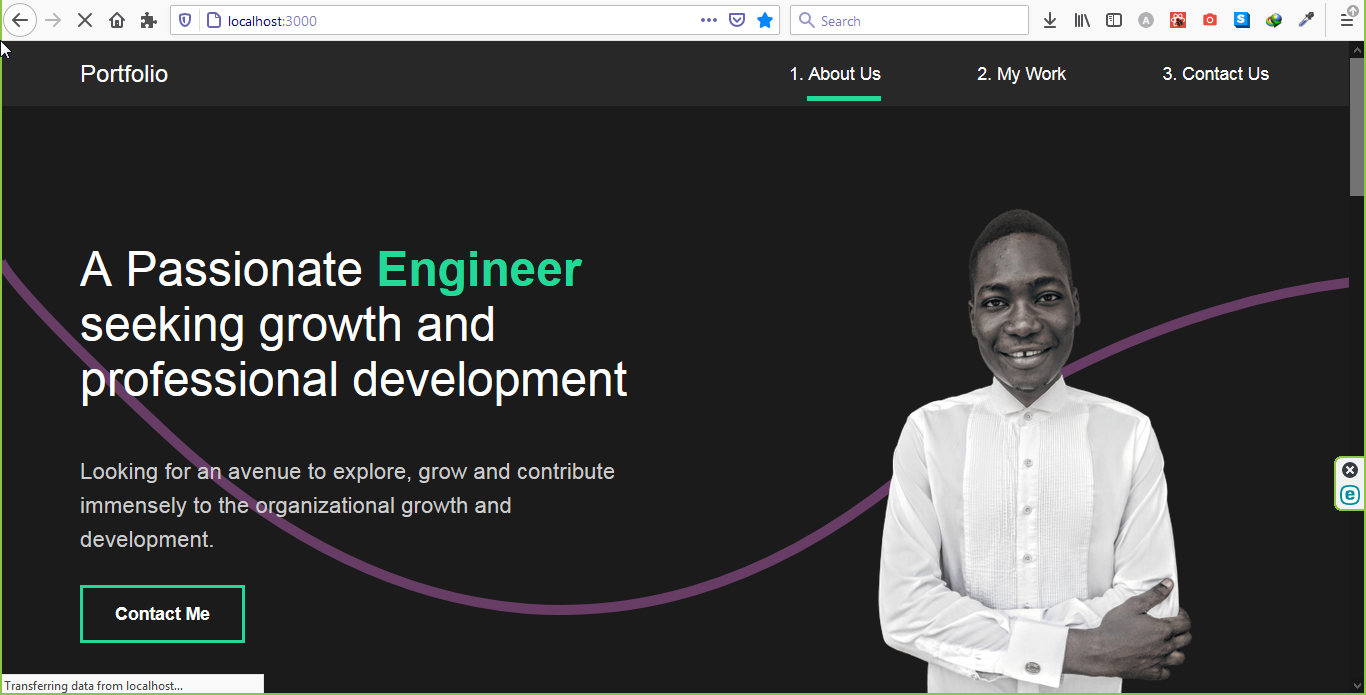 localhost:3000
Search
Portfolio
1. About Us
2. My Work
3. Contact Us
A Passionate Engineer
seeking growth and
professional development
Looking for an avenue to explore, grow and contribute
immensely to the organizational growth and
development.
Contact Me
Transferring data from localhost...